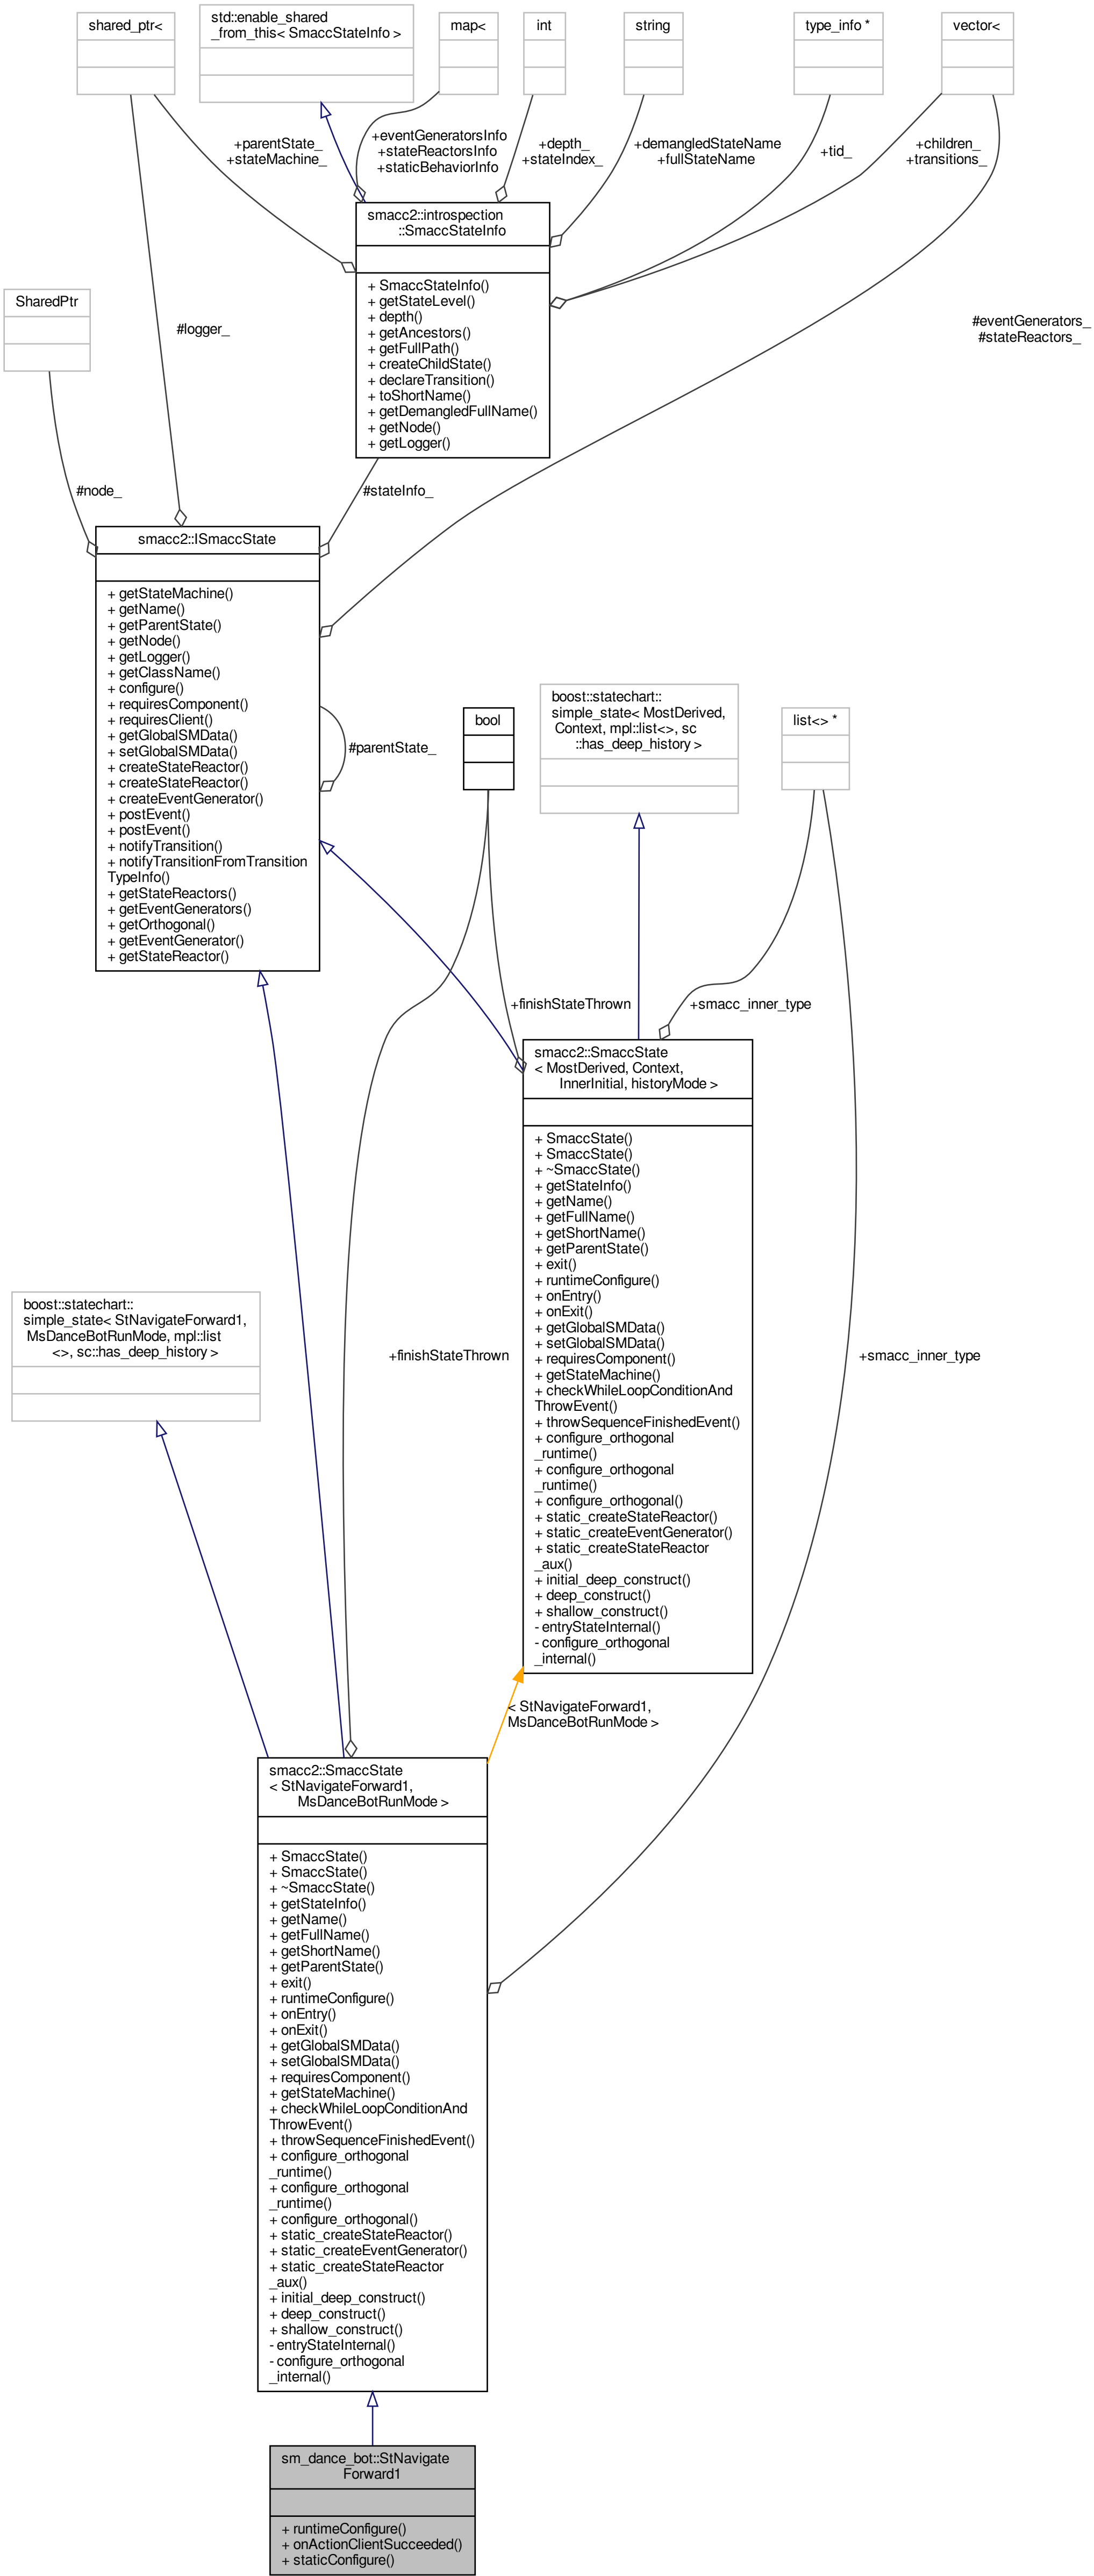 shared_ptr<
std::enable_shared
_from_this< SmaccStateInfo >
map<
int
string
type_info *
vector<
+parentState_
+stateMachine_
+eventGeneratorsInfo
+stateReactorsInfo
+staticBehaviorInfo
+depth_
+stateIndex_
+demangledStateName
+fullStateName
+tid_
+children_
+transitions_
smacc2::introspection
::SmaccStateInfo
+ SmaccStateInfo()
+ getStateLevel()
+ depth()
+ getAncestors()
+ getFullPath()
+ createChildState()
+ declareTransition()
+ toShortName()
+ getDemangledFullName()
+ getNode()
+ getLogger()
SharedPtr
#logger_
#eventGenerators_
#stateReactors_
#node_
#stateInfo_
smacc2::ISmaccState
+ getStateMachine()
+ getName()
+ getParentState()
+ getNode()
+ getLogger()
+ getClassName()
+ configure()
+ requiresComponent()
+ requiresClient()
+ getGlobalSMData()
+ setGlobalSMData()
+ createStateReactor()
+ createStateReactor()
+ createEventGenerator()
+ postEvent()
+ postEvent()
+ notifyTransition()
+ notifyTransitionFromTransition
TypeInfo()
+ getStateReactors()
+ getEventGenerators()
+ getOrthogonal()
+ getEventGenerator()
+ getStateReactor()
#parentState_
bool
boost::statechart::
simple_state< MostDerived,
Context, mpl::list<>, sc
::has_deep_history >
list<> *
+finishStateThrown
+smacc_inner_type
smacc2::SmaccState
< MostDerived, Context,
InnerInitial, historyMode >
+ SmaccState()
+ SmaccState()
+ ~SmaccState()
+ getStateInfo()
+ getName()
+ getFullName()
+ getShortName()
+ getParentState()
+ exit()
+ runtimeConfigure()
+ onEntry()
+ onExit()
+ getGlobalSMData()
+ setGlobalSMData()
+ requiresComponent()
+ getStateMachine()
+ checkWhileLoopConditionAnd
ThrowEvent()
+ throwSequenceFinishedEvent()
+ configure_orthogonal
_runtime()
+ configure_orthogonal
_runtime()
+ configure_orthogonal()
+ static_createStateReactor()
+ static_createEventGenerator()
+ static_createStateReactor
_aux()
+ initial_deep_construct()
+ deep_construct()
+ shallow_construct()
- entryStateInternal()
- configure_orthogonal
_internal()
boost::statechart::
simple_state< StNavigateForward1,
MsDanceBotRunMode, mpl::list
<>, sc::has_deep_history >
+finishStateThrown
+smacc_inner_type
< StNavigateForward1,
MsDanceBotRunMode >
smacc2::SmaccState
< StNavigateForward1,
MsDanceBotRunMode >
+ SmaccState()
+ SmaccState()
+ ~SmaccState()
+ getStateInfo()
+ getName()
+ getFullName()
+ getShortName()
+ getParentState()
+ exit()
+ runtimeConfigure()
+ onEntry()
+ onExit()
+ getGlobalSMData()
+ setGlobalSMData()
+ requiresComponent()
+ getStateMachine()
+ checkWhileLoopConditionAnd
ThrowEvent()
+ throwSequenceFinishedEvent()
+ configure_orthogonal
_runtime()
+ configure_orthogonal
_runtime()
+ configure_orthogonal()
+ static_createStateReactor()
+ static_createEventGenerator()
+ static_createStateReactor
_aux()
+ initial_deep_construct()
+ deep_construct()
+ shallow_construct()
- entryStateInternal()
- configure_orthogonal
_internal()
sm_dance_bot::StNavigate
Forward1
+ runtimeConfigure()
+ onActionClientSucceeded()
+ staticConfigure()